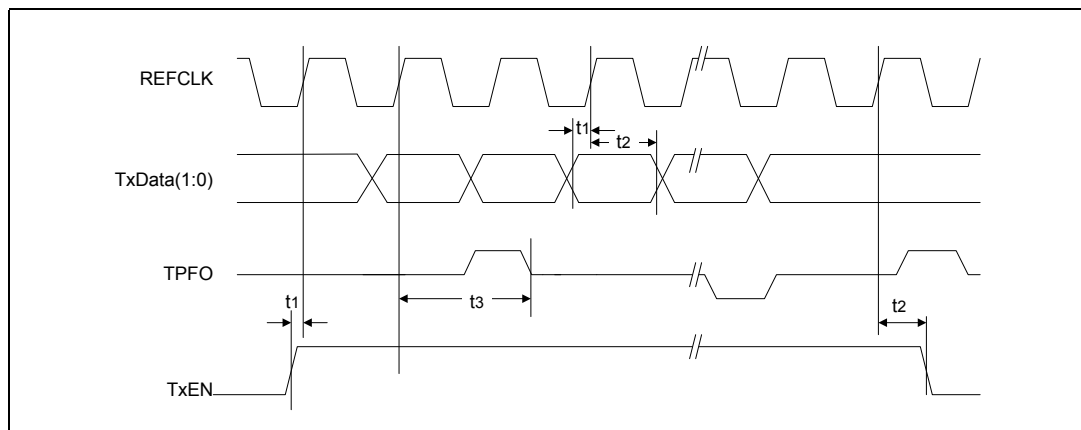 REFCLK
t1
t2
TxData(1:0)
TPFO
t1
t3
t2
TxEN